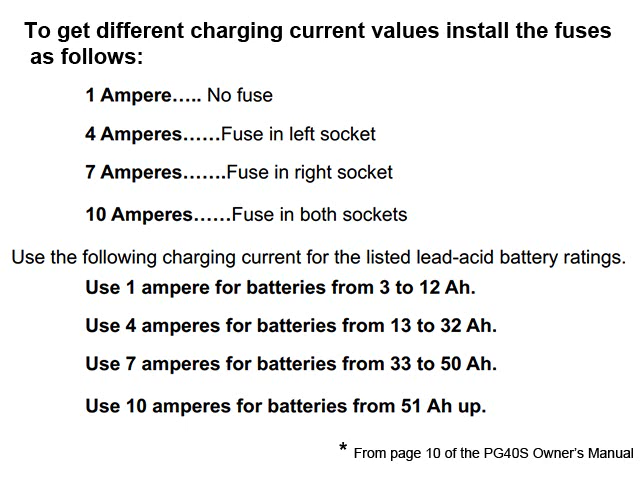 To get different charging current values install the fuses
as follows:
1 Ampere….. No fuse
4 Amperes……Fuse in left socket
7 Amperes…….Fuse in right socket
10 Amperes……Fuse in both sockets
Use the following charging current for the listed lead-acid battery ratings.
Use 1 ampere for batteries from 3 to 12 Ah.
Use 4 amperes for batteries from 13 to 32 Ah.
Use 7 amperes for batteries from 33 to 50 Ah.
Use 10 amperes for batteries from 51 Ah up.
* From page 10 of the PG40S Owner's Manual